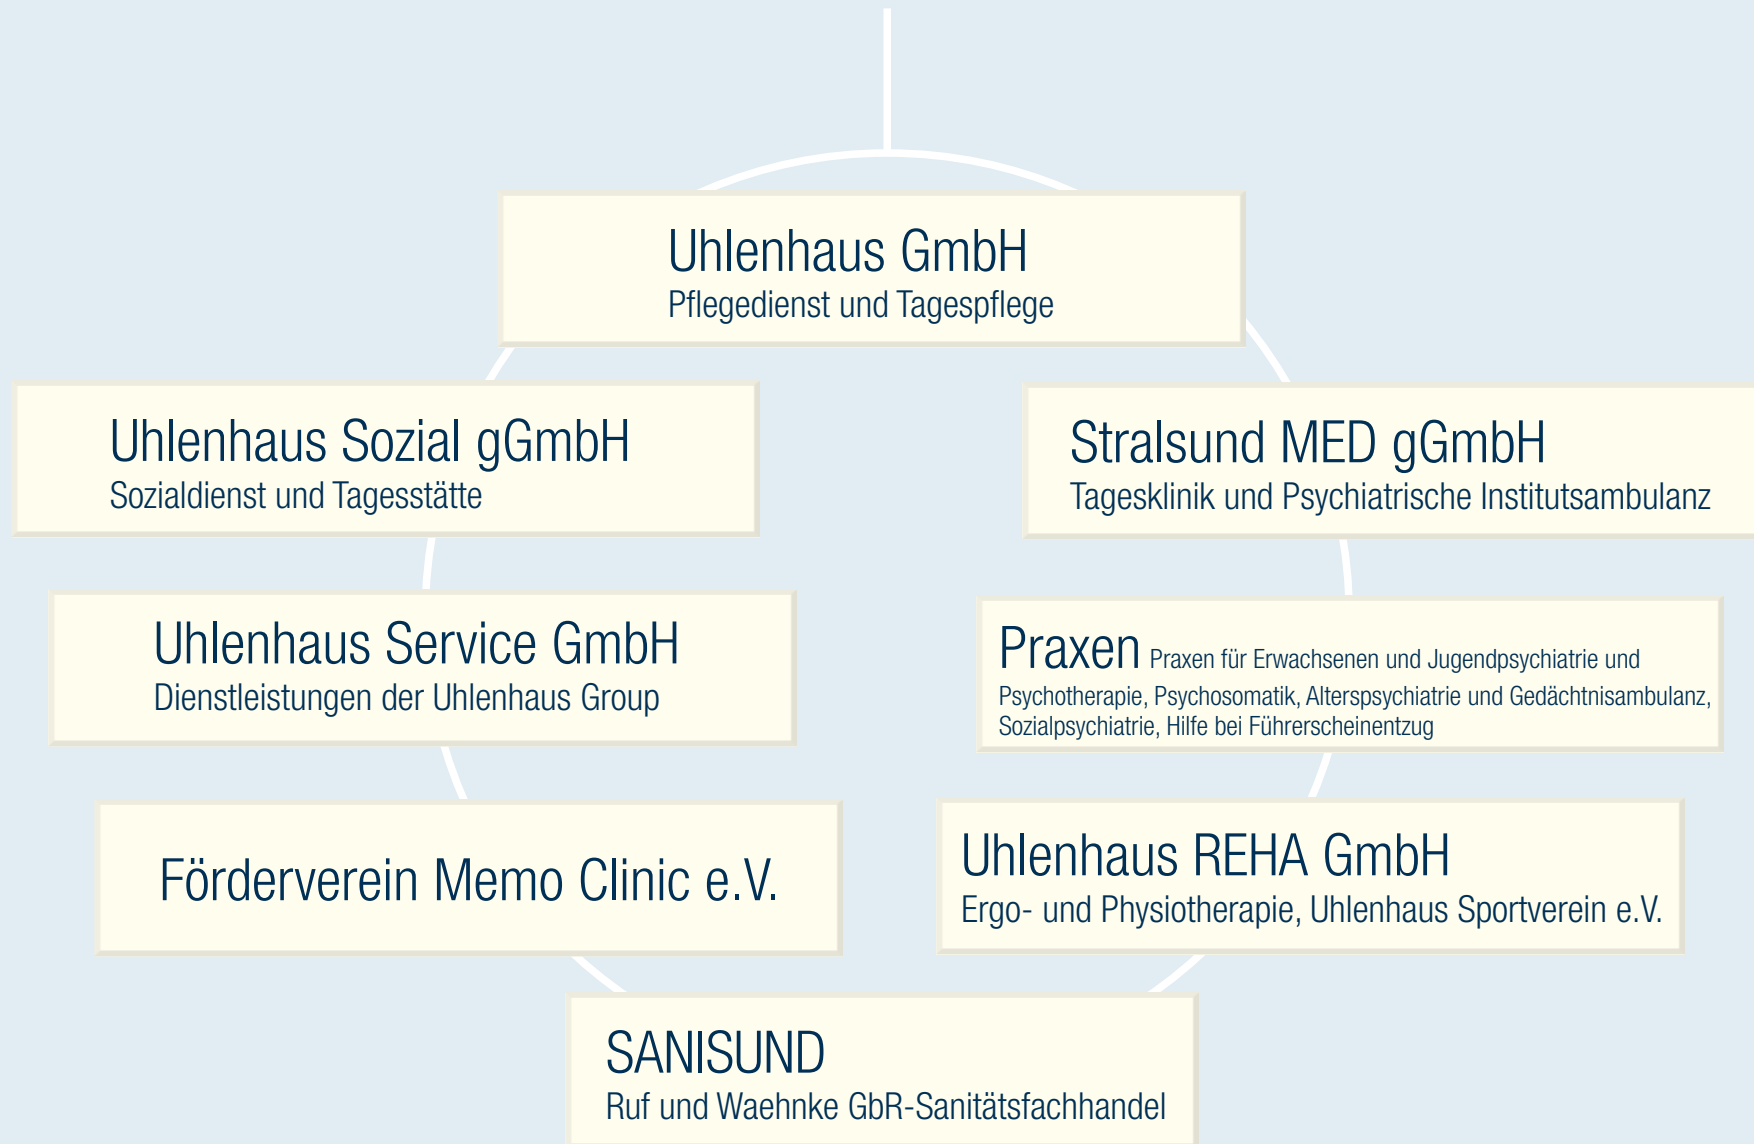 Uhlenhaus GmbH
Pflegedienst und Tagespflege
Uhlenhaus Sozial gGmbH
Sozialdienst und Tagesstätte
Stralsund MED gGmbH
Tagesklinik und Psychiatrische Institutsambulanz
Uhlenhaus Service GmbH
Dienstleistungen der Uhlenhaus Group
Praxen Praxen für Erwachsenen und Jugendpsychiatrie und
Psychotherapie, Psychosomatik, Alterspsychiatrie und Gedächtnisambulanz,
Sozialpsychiatrie, Hilfe bei Führerscheinentzug
Förderverein Memo Clinic e.V.
Uhlenhaus REHA GmbH
Ergo- und Physiotherapie, Uhlenhaus Sportverein e.V.
SANISUND
Ruf und Waehnke GbR-Sanitätsfachhandel